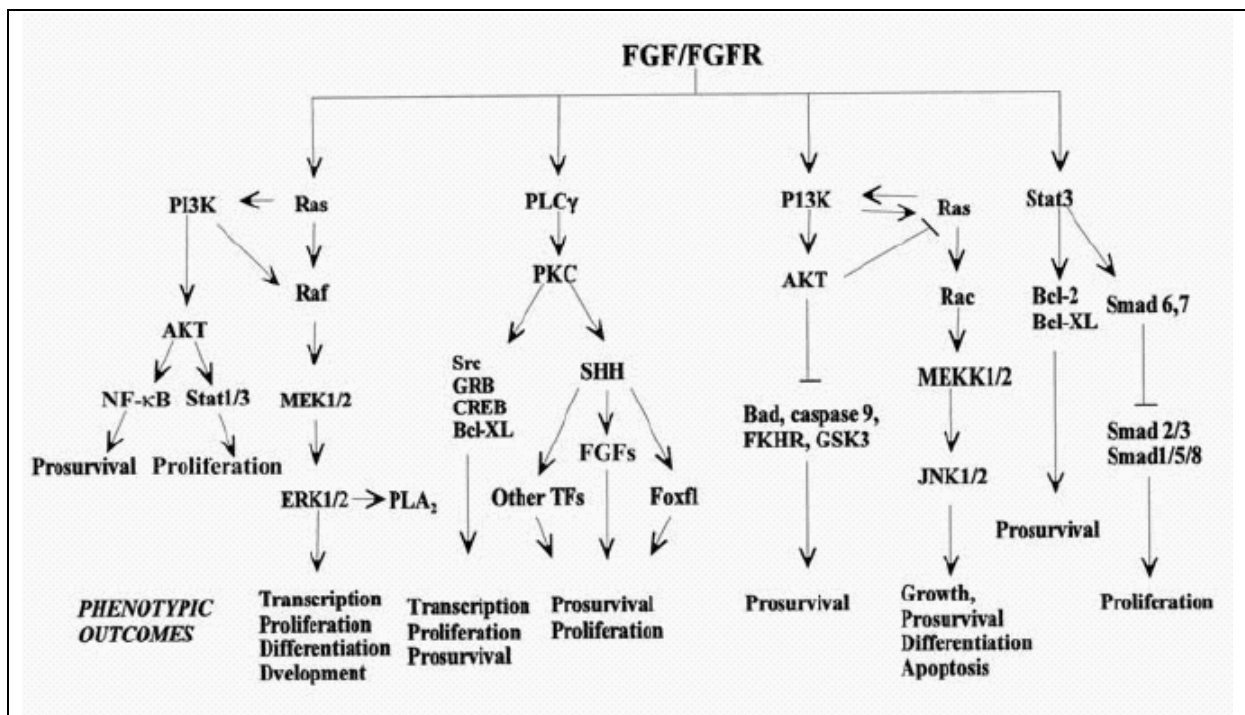 FGF/FGFR
PI3K
Ras
PLCγ
P13K
Ras
Stat3
Raf
PKC
AKT
Rac
Bcl-2
Bcl-XL
Smad 6,7
AKT
NF-κB
Stat1/3
MEK1/2
Src
GRB
CREB
Bcl-XL
SHH
MEKK1/2
Bad, caspase 9,
FKHR, GSK3
Smad 2/3
Smad1/5/8
Prosurvival
Proliferation
FGFs
ERK1/2
PLA₂
Other TFs
Foxf1
JNK1/2
Prosurvival
PHENOTYPIC
OUTCOMES
Transcription
Proliferation
Differentiation
Dvelopment
Transcription
Proliferation
Prosurvival
Prosurvival
Proliferation
Prosurvival
Growth,
Prosurvival
Differentiation
Apoptosis
Proliferation